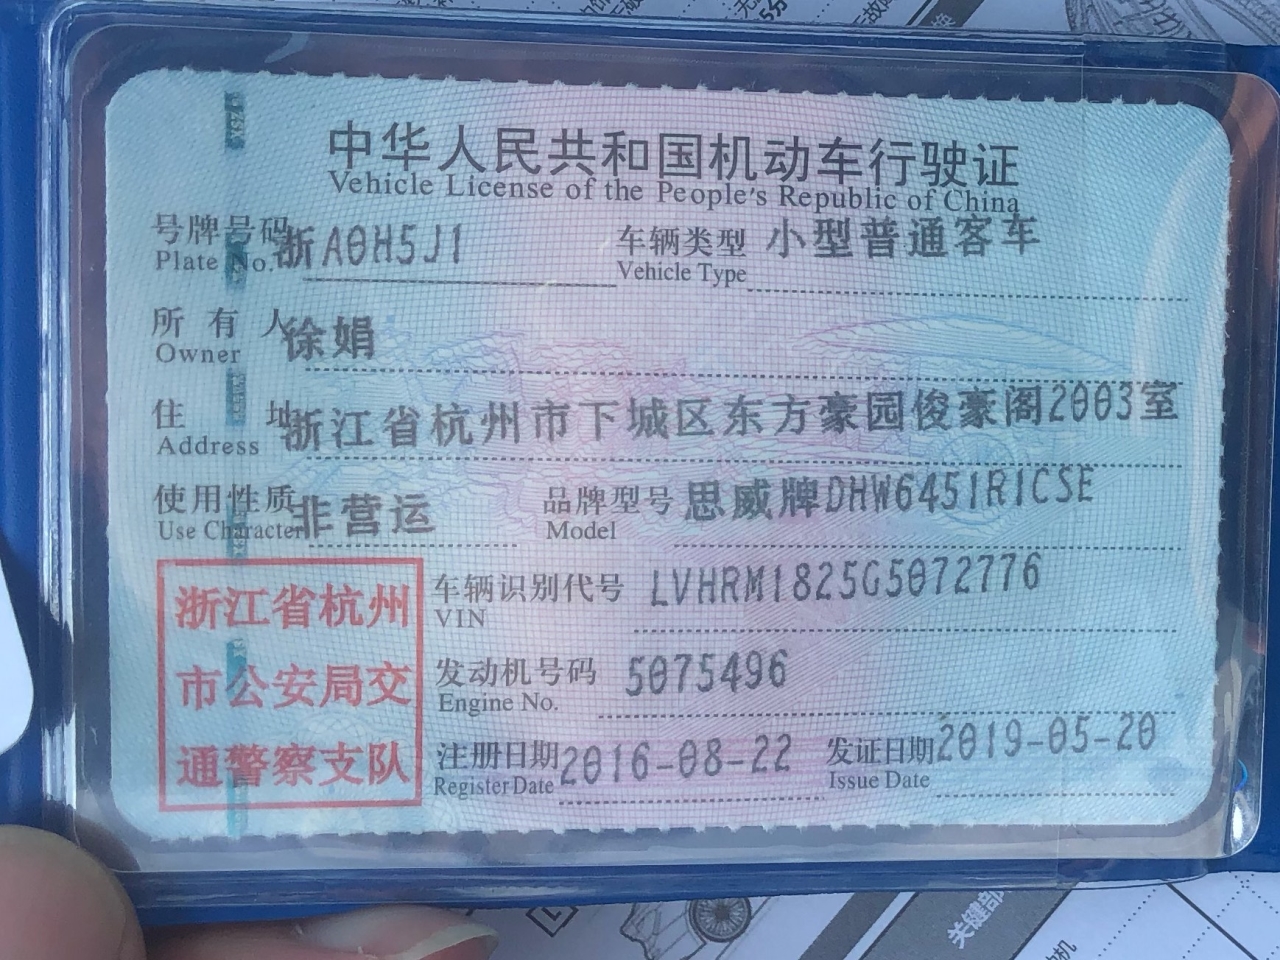 中华人民共和国机动车行驶证
Vehicle License of the People's Republic of China
号牌号码 浙A0H5J1 车辆类型 小型普通客车
Plate No. Vehicle Type
所有人 徐娟
Owner
住址 浙江省杭州市下城区东方豪园俊豪阁2003室
Address
使用性质 非营运 品牌型号 思威牌DHW6451R1CSE
Use Character Model
浙江省杭州
市公安局交
通警察支队
车辆识别代号 LVHRM1825G5072776
VIN
发动机号码 5075496
Engine No.
注册日期 2016-08-22 发证日期 2019-05-20
Register Date Issue Date
关键部